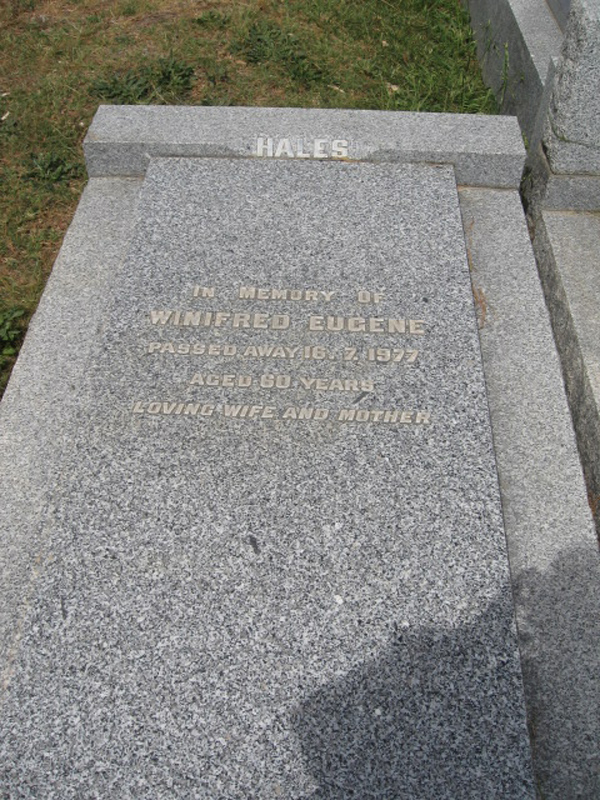 HALES
IN MEMORY OF
WINIFRED EUGENE
PASSED AWAY 16. 7. 1977
AGED 60 YEARS
LOVING WIFE AND MOTHER